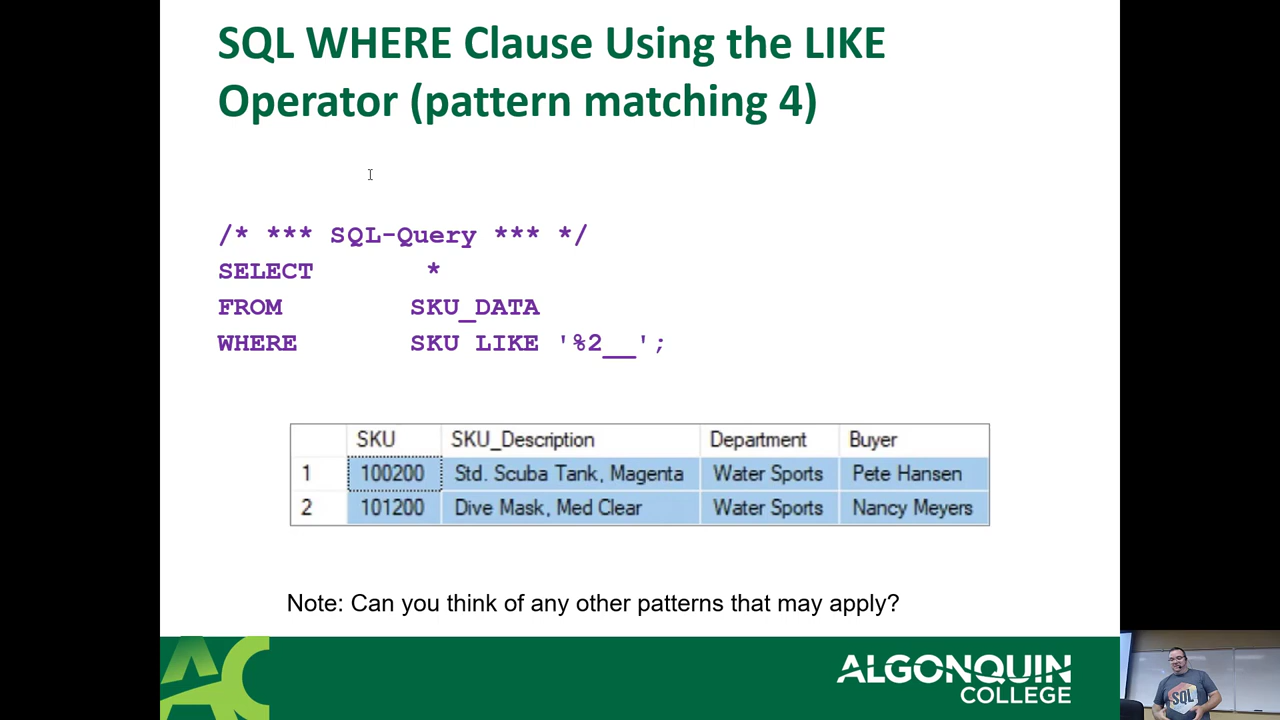 SQL WHERE Clause Using the LIKE
Operator (pattern matching 4)
/* *** SQL-Query *** */
SELECT *
FROM SKU_DATA
WHERE SKU LIKE '%2__';
SKU SKU_Description Department Buyer
1 100200 Std. Scuba Tank, Magenta Water Sports Pete Hansen
2 101200 Dive Mask, Med Clear Water Sports Nancy Meyers
Note: Can you think of any other patterns that may apply?
AC
ALGONQUIN
COLLEGE
SQL